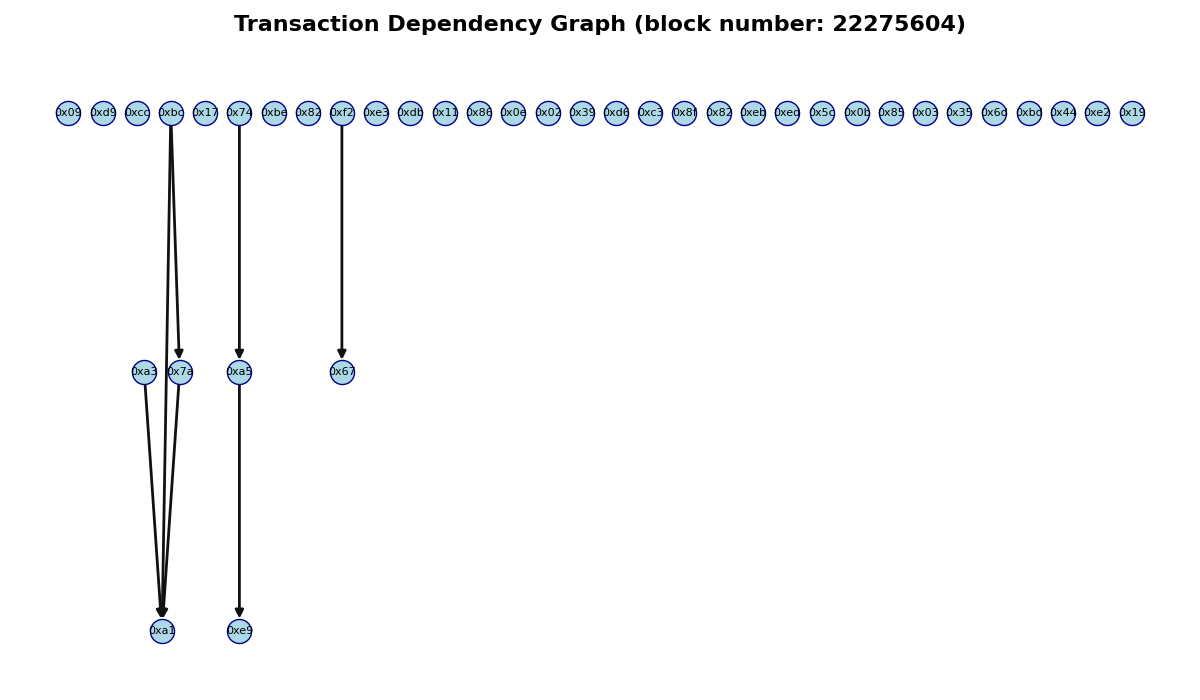 Transaction Dependency Graph (block number: 22275604)
0x09 0xd9 0xcc 0xbc 0x17 0x74 0xbe 0x82 0xf2 0xe3 0xdb 0x11 0x86 0x0e 0x02 0x39 0xd6 0xc3 0x8f 0x82 0xeb 0xed 0x5c 0x0b 0x85 0x03 0x35 0x6d 0xbd 0x44 0xe2 0x19
0xa3 0x7a 0xa5 0x67
0xa1 0xe9